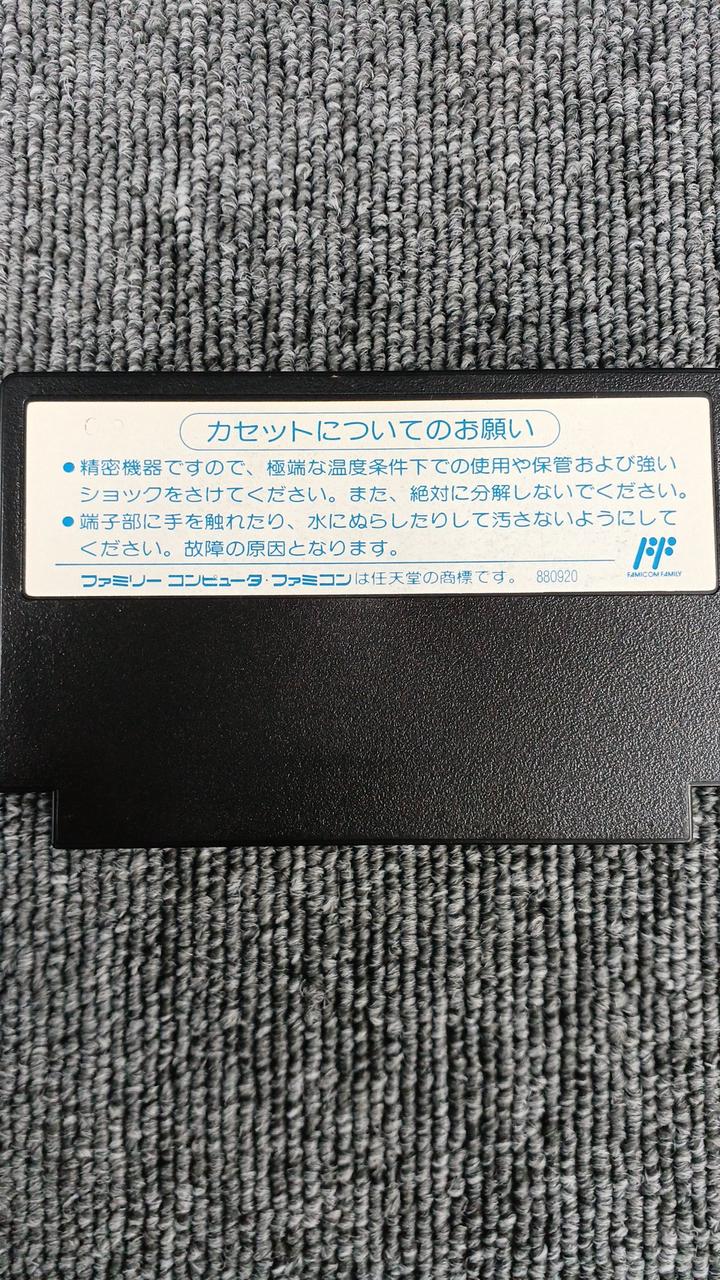 カセットについてのお願い
●精密機器ですので、極端な温度条件下での使用や保管および強い
ショックをさけてください。また、絶対に分解しないでください。
●端子部に手を触れたり、水にぬらしたりして汚さないようにして
ください。故障の原因となります。
ファミリー コンピュータ・ファミコンは任天堂の商標です。 880920
FAMICOM FAMILY